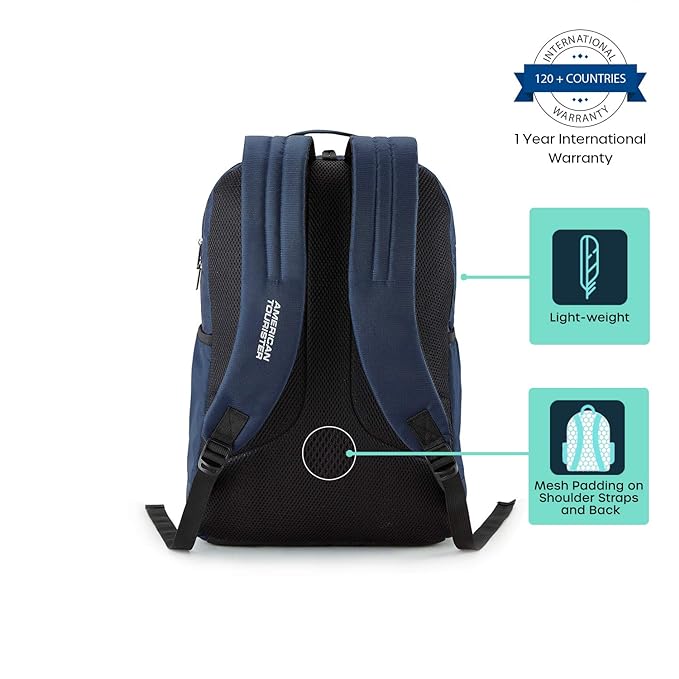 INTERNATIONAL
120 + COUNTRIES
WARRANTY
1 Year International
Warranty
Light-weight
AMERICAN
TOURISTER
Mesh Padding on
Shoulder Straps
and Back